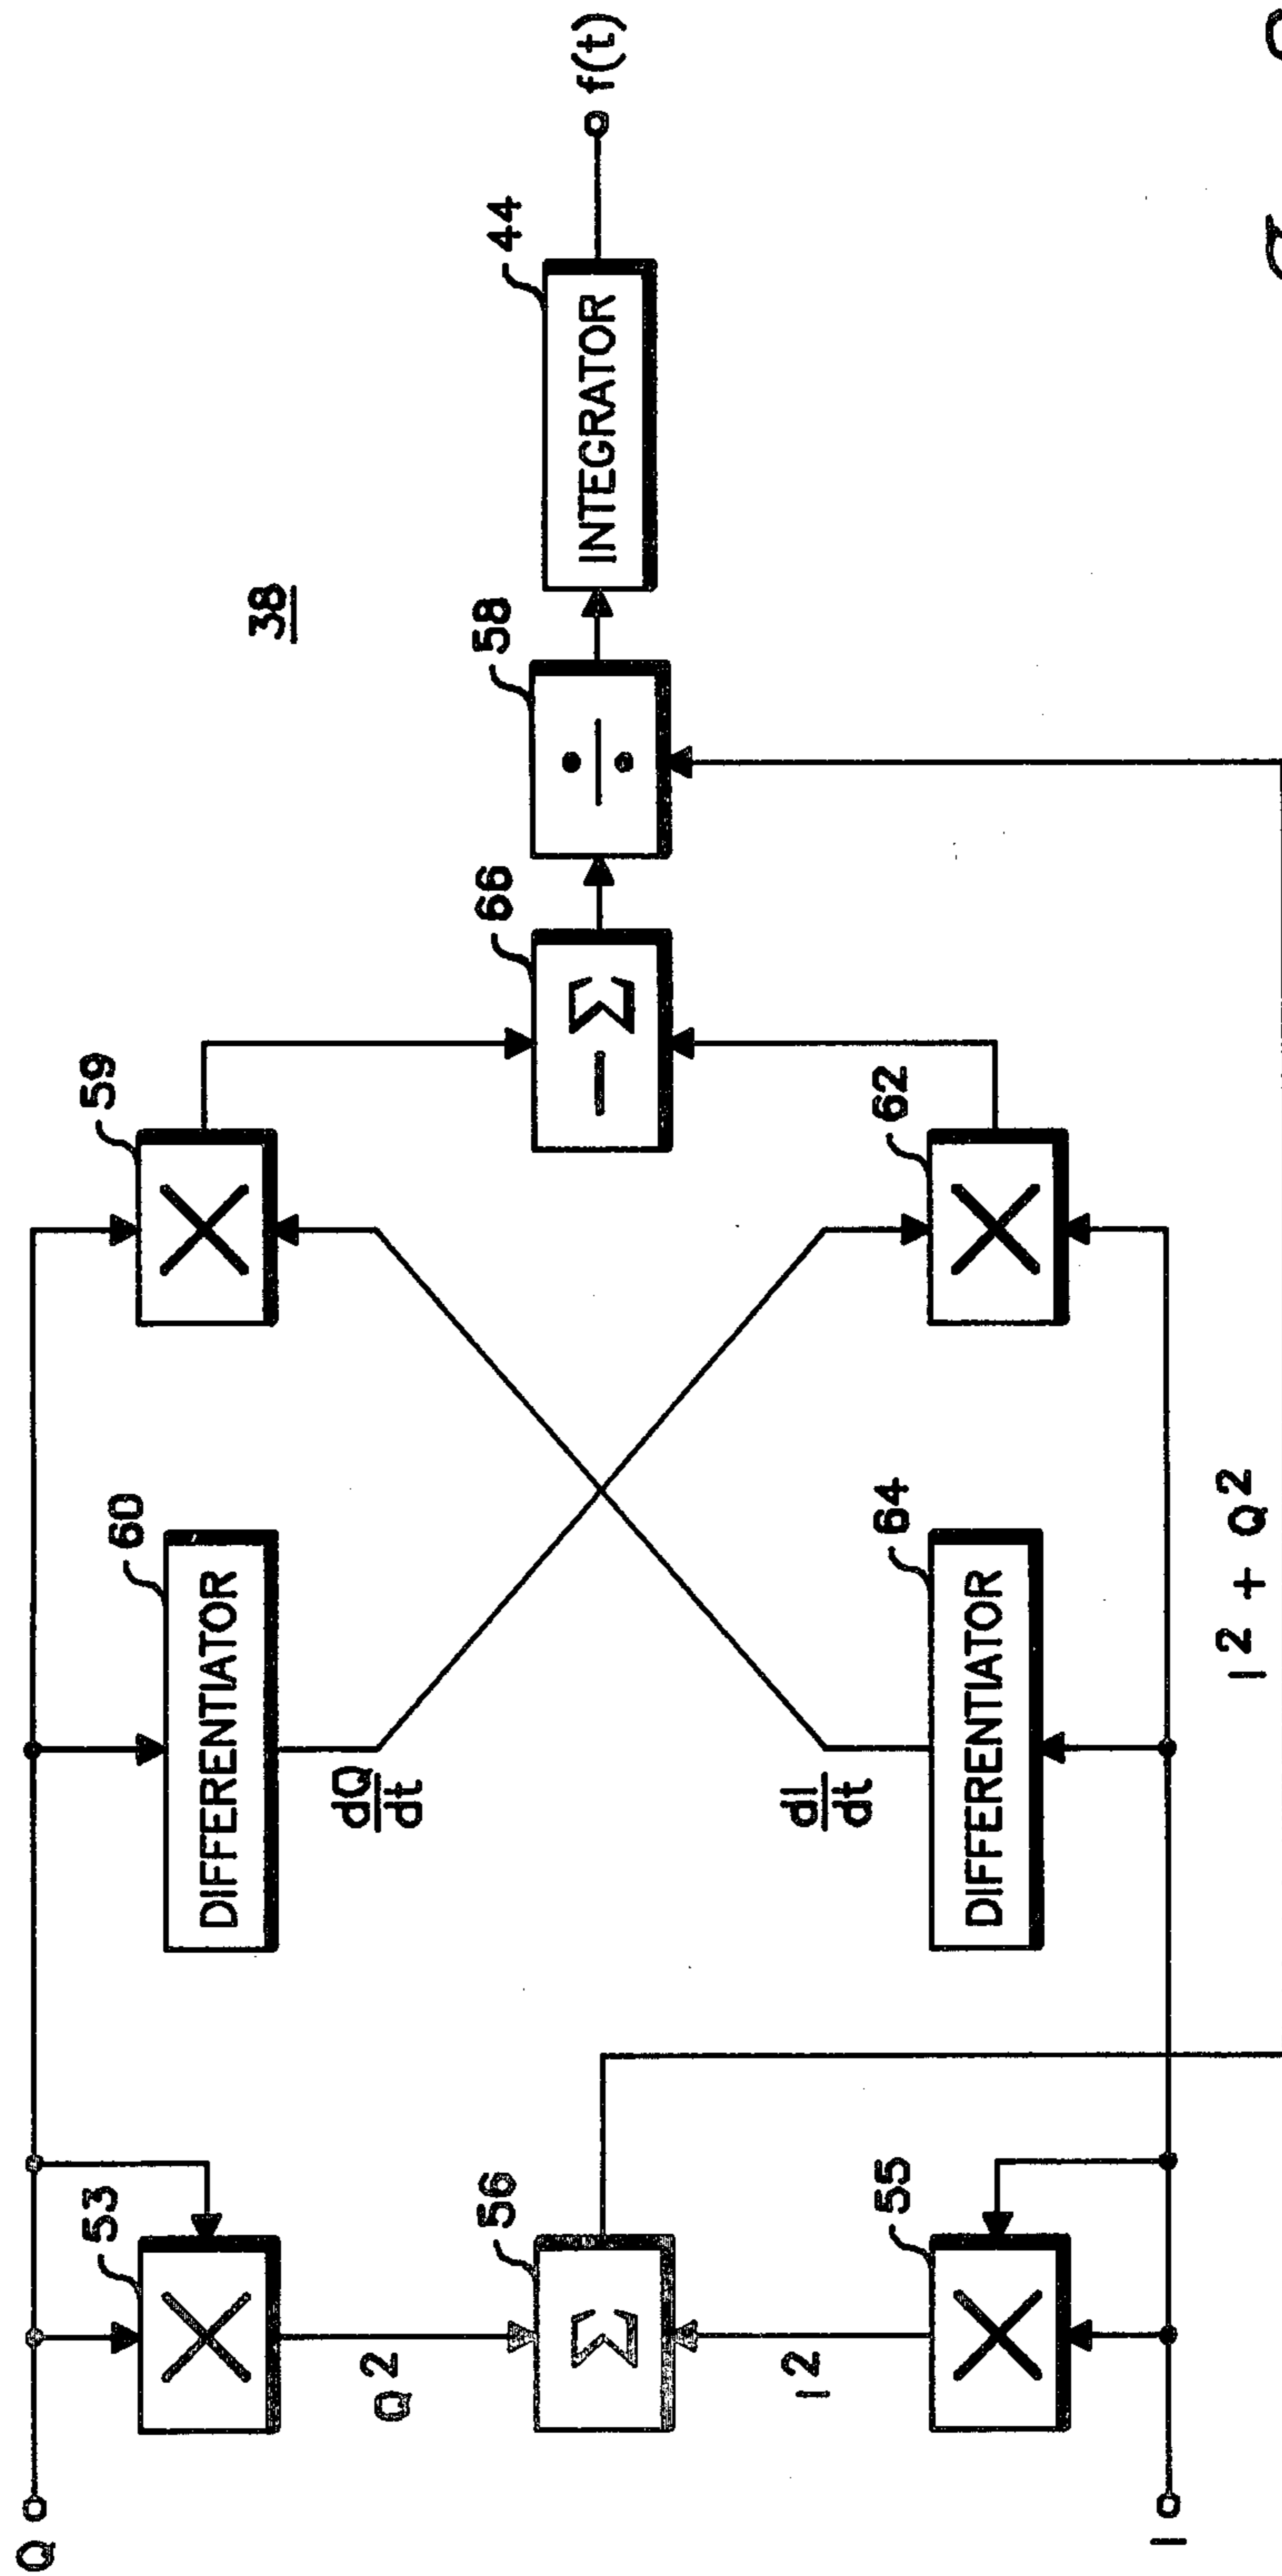 Q
53
60
59
38
X
DIFFERENTIATOR
X
Q²
dQ
dt
56
Σ
66
− Σ
58
÷
44
INTEGRATOR
f(t)
I²
dI
dt
55
X
64
DIFFERENTIATOR
62
X
I
I² + Q²